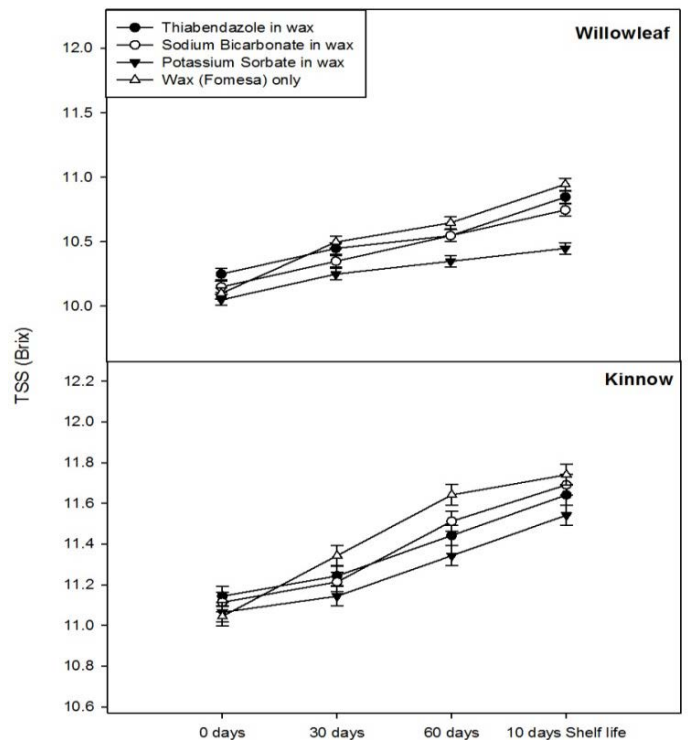 Thiabendazole in wax
Sodium Bicarbonate in wax
Potassium Sorbate in wax
Wax (Fomesa) only
Willowleaf
12.0
11.5
11.0
10.5
10.0
TSS (Brix)
Kinnow
12.2
12.0
11.8
11.6
11.4
11.2
11.0
10.8
10.6
0 days 30 days 60 days 10 days Shelf life